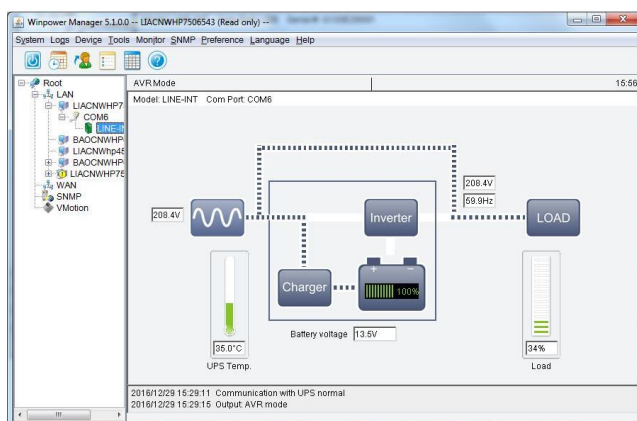 Winpower Manager 5.1.0.0 -- LIACNWHP7506543 (Read only) --
System Logs Device Tools Monitor SNMP Preference Language Help
Root
LAN
LIACNWHP7
COM6
LINE-IN
BAOCNWHP
LIACNWhp45
BAOCNWHP
LIACNWHP75
WAN
SNMP
VMotion
AVR Mode
15:56
Model: LINE-INT Com Port: COM6
208.4V
208.4V
59.9Hz
Inverter
LOAD
Charger
+ -
100%
Battery voltage 13.5V
35.0°C
UPS Temp.
34%
Load
2016/12/29 15:29:11 Communication with UPS normal
2016/12/29 15:29:15 Output: AVR mode